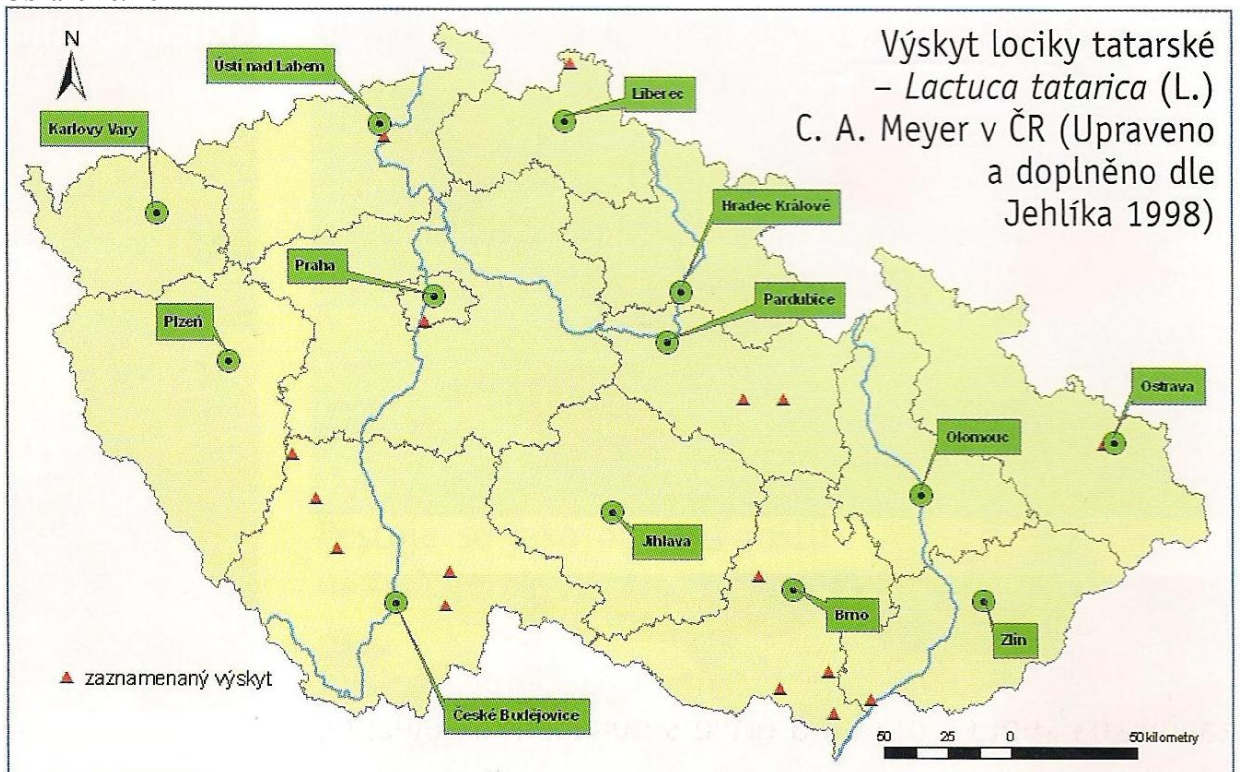 Výskyt lociky tatarské
– Lactuca tatarica (L.)
C. A. Meyer v ČR (Upraveno
a doplněno dle
Jehlíka 1998)
N
Ústí nad Labem
Liberec
Karlovy Vary
Hradec Králové
Praha
Pardubice
Plzeň
Ostrava
Olomouc
Jihlava
Brno
Zlín
zaznamenaný výskyt
České Budějovice
50 25 0 50 kilometry